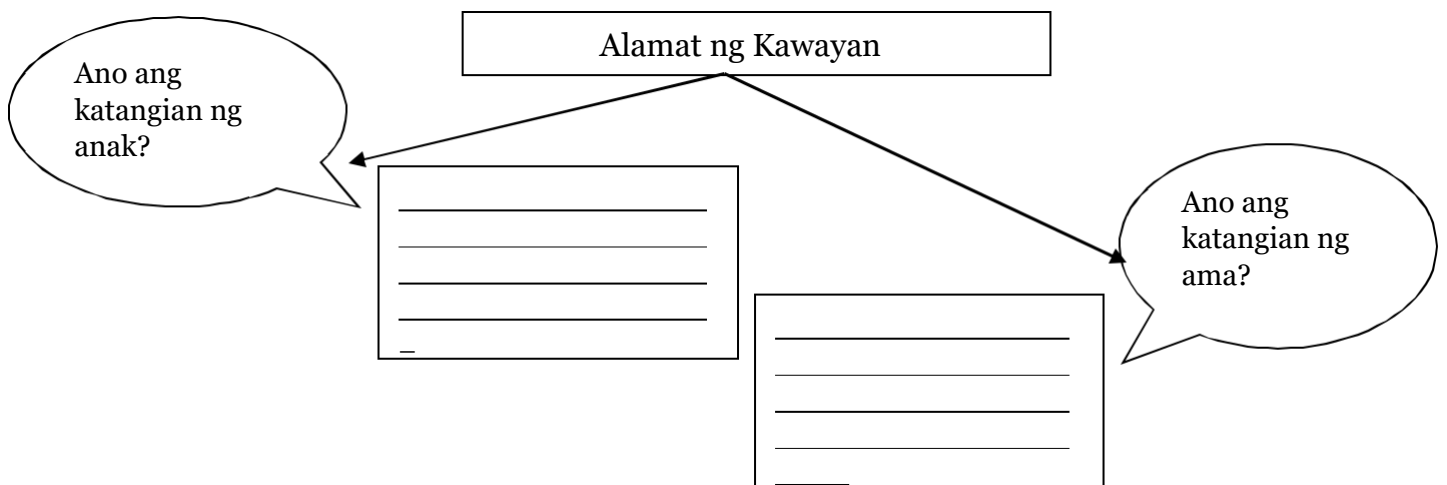 Alamat ng Kawayan
Ano ang
katangian ng
anak?
Ano ang
katangian ng
ama?